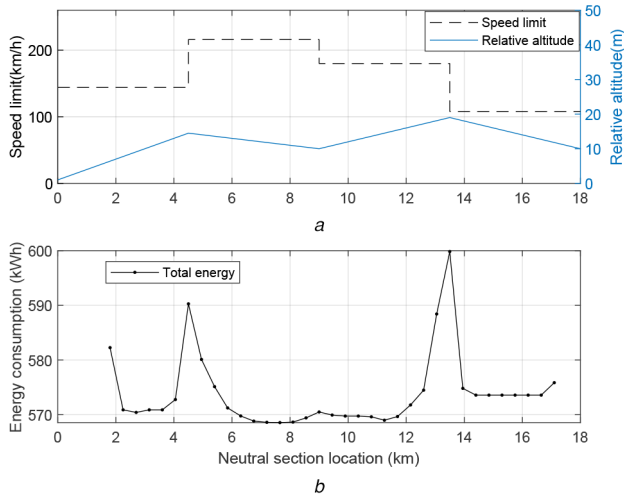 Speed limit(km/h)
200
100
0
Speed limit
Relative altitude
50
40
30
20
10
0
Relative altitude(m)
0 2 4 6 8 10 12 14 16 18
a
Energy consumption (kWh)
600
590
580
570
Total energy
0 2 4 6 8 10 12 14 16 18
Neutral section location (km)
b